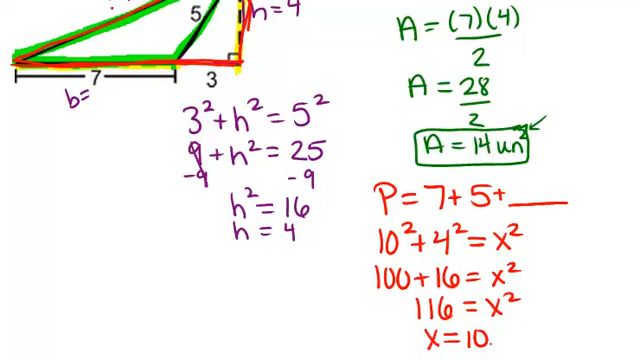 5
h = 4
7
3
b=
3² + h² = 5²
9 + h² = 25
-9 -9
h² = 16
h = 4
A = (7)(4)
2
A = 28
2
A = 14 un²
P = 7 + 5 + ____
10² + 4² = x²
100 + 16 = x²
116 = x²
x = 10.